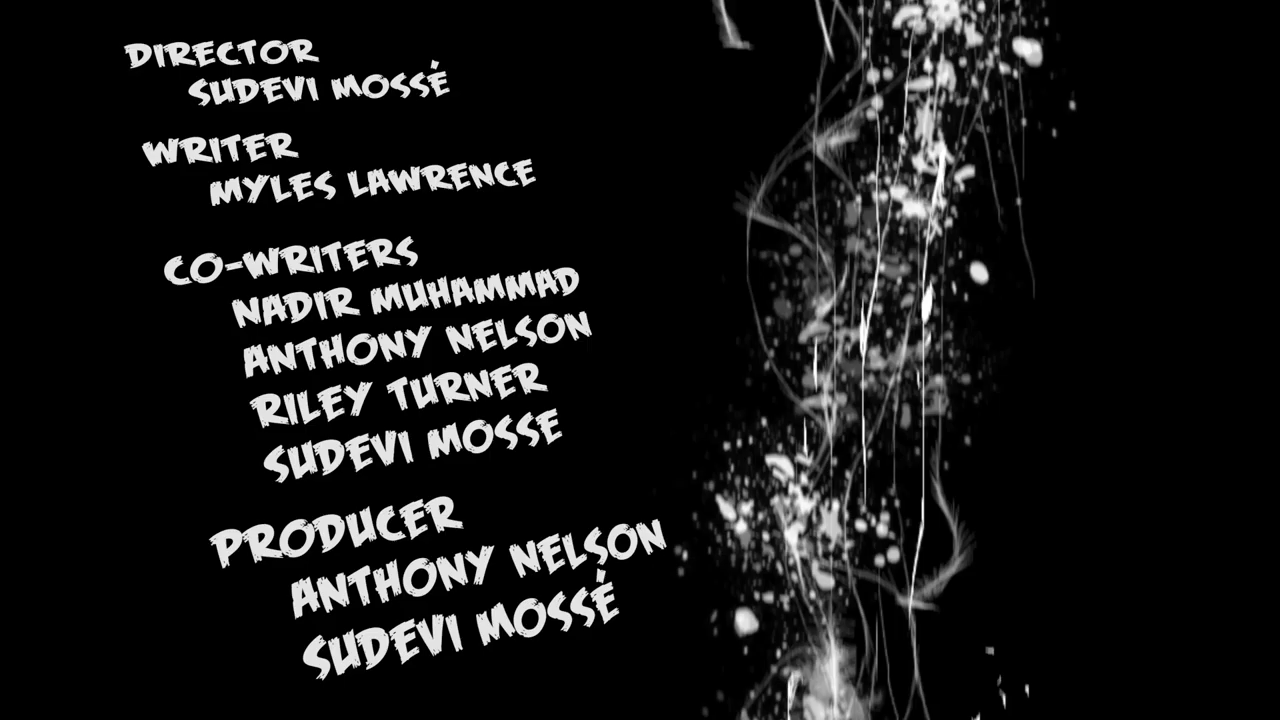 DIRECTOR
SUDEVI MOSSÉ
WRITER
MYLES LAWRENCE
CO-WRITERS
NADIR MUHAMMAD
ANTHONY NELSON
RILEY TURNER
SUDEVI MOSSE
PRODUCER
ANTHONY NELSON
SUDEVI MOSSÉ